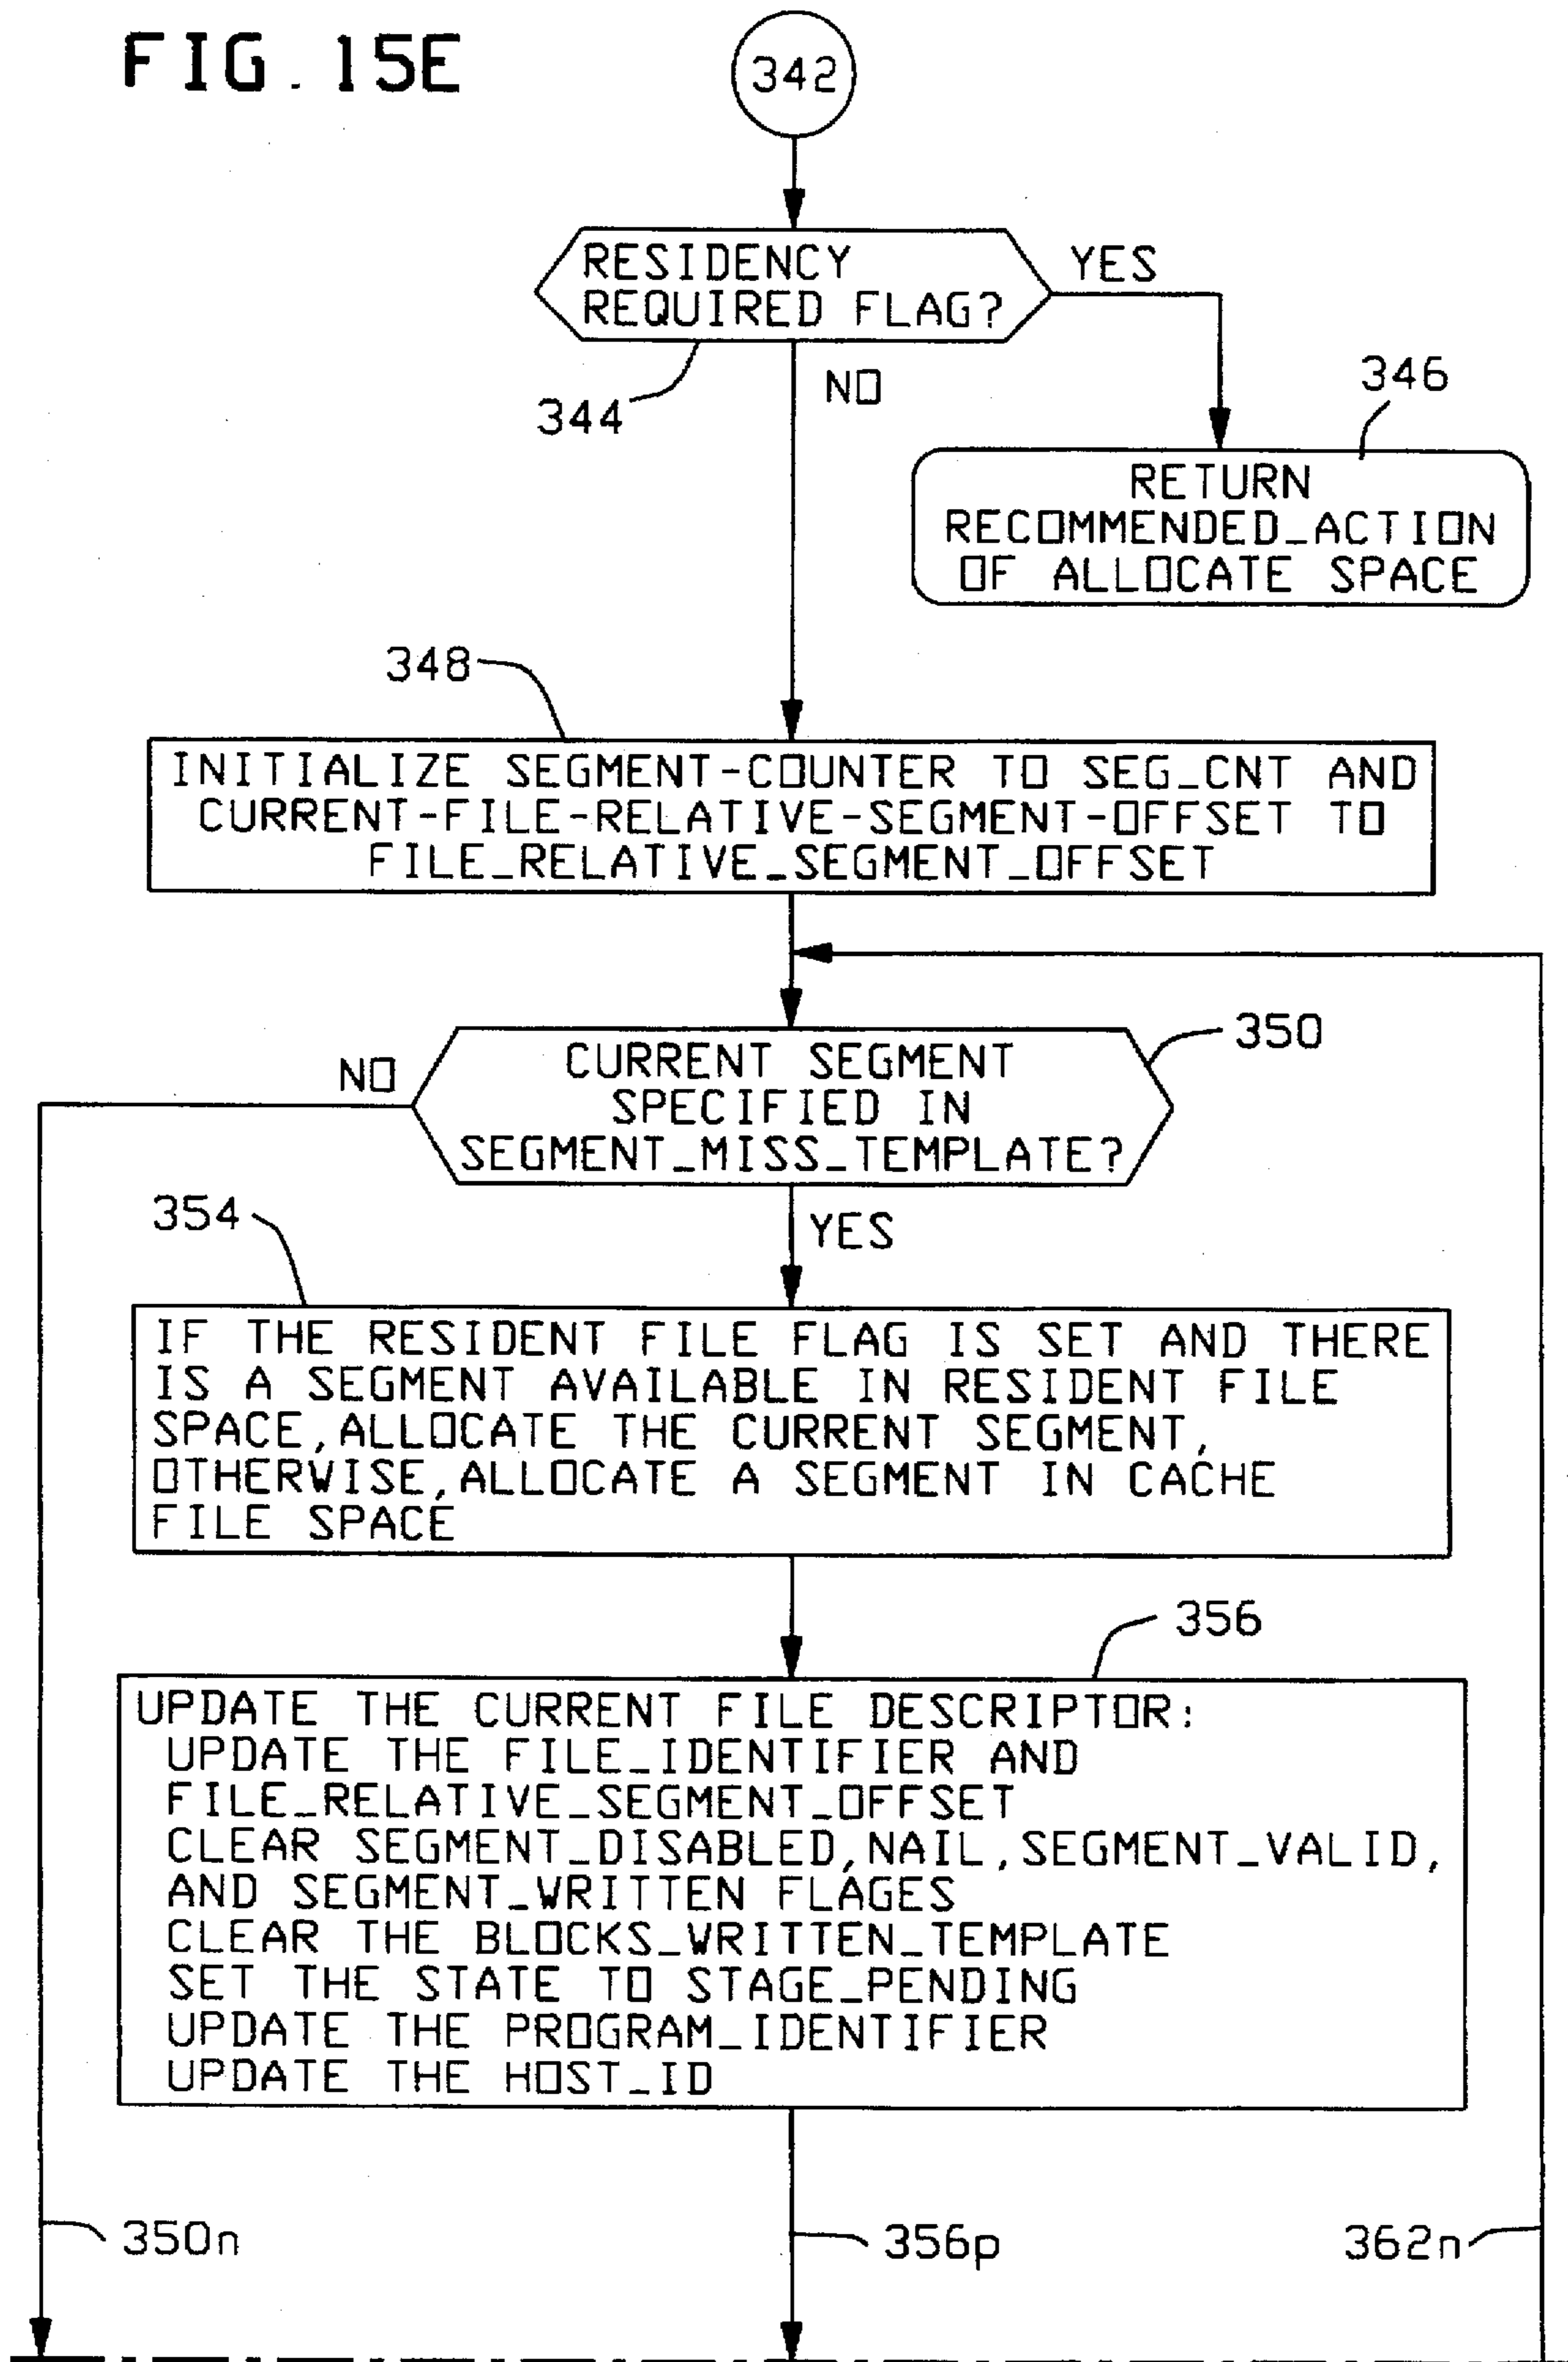 FIG. 15E
342
RESIDENCY
REQUIRED FLAG?
YES
344
NO
346
RETURN
RECOMMENDED_ACTION
OF ALLOCATE SPACE
348
INITIALIZE SEGMENT-COUNTER TO SEG_CNT AND
CURRENT-FILE-RELATIVE-SEGMENT-OFFSET TO
FILE_RELATIVE_SEGMENT_OFFSET
350
NO
CURRENT SEGMENT
SPECIFIED IN
SEGMENT_MISS_TEMPLATE?
354
YES
IF THE RESIDENT FILE FLAG IS SET AND THERE
IS A SEGMENT AVAILABLE IN RESIDENT FILE
SPACE,ALLOCATE THE CURRENT SEGMENT,
OTHERWISE,ALLOCATE A SEGMENT IN CACHE
FILE SPACE
356
UPDATE THE CURRENT FILE DESCRIPTOR:
UPDATE THE FILE_IDENTIFIER AND
FILE_RELATIVE_SEGMENT_OFFSET
CLEAR SEGMENT_DISABLED,NAIL,SEGMENT_VALID,
AND SEGMENT_WRITTEN FLAGES
CLEAR THE BLOCKS_WRITTEN_TEMPLATE
SET THE STATE TO STAGE_PENDING
UPDATE THE PROGRAM_IDENTIFIER
UPDATE THE HOST_ID
350n
356p
362n